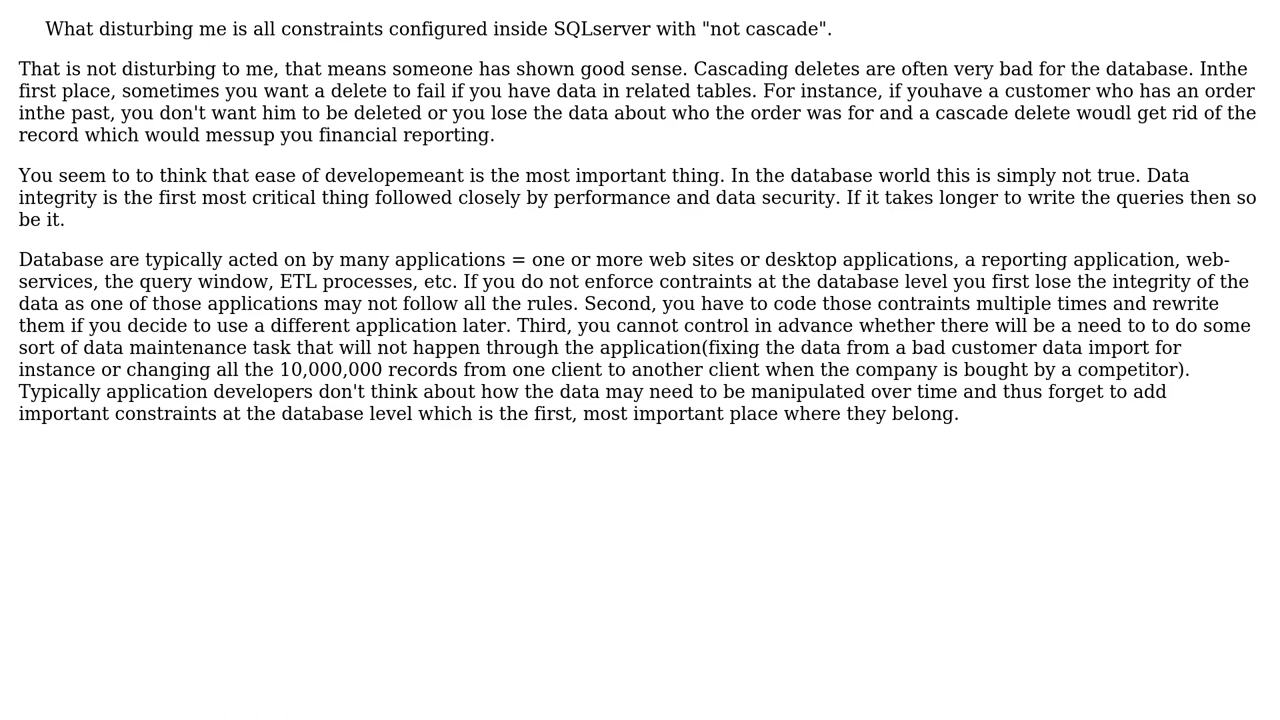 What disturbing me is all constraints configured inside SQLserver with "not cascade".
That is not disturbing to me, that means someone has shown good sense. Cascading deletes are often very bad for the database. Inthe
first place, sometimes you want a delete to fail if you have data in related tables. For instance, if youhave a customer who has an order
inthe past, you don't want him to be deleted or you lose the data about who the order was for and a cascade delete woudl get rid of the
record which would messup you financial reporting.
You seem to to think that ease of developemeant is the most important thing. In the database world this is simply not true. Data
integrity is the first most critical thing followed closely by performance and data security. If it takes longer to write the queries then so
be it.
Database are typically acted on by many applications = one or more web sites or desktop applications, a reporting application, web-
services, the query window, ETL processes, etc. If you do not enforce contraints at the database level you first lose the integrity of the
data as one of those applications may not follow all the rules. Second, you have to code those contraints multiple times and rewrite
them if you decide to use a different application later. Third, you cannot control in advance whether there will be a need to to do some
sort of data maintenance task that will not happen through the application(fixing the data from a bad customer data import for
instance or changing all the 10,000,000 records from one client to another client when the company is bought by a competitor).
Typically application developers don't think about how the data may need to be manipulated over time and thus forget to add
important constraints at the database level which is the first, most important place where they belong.